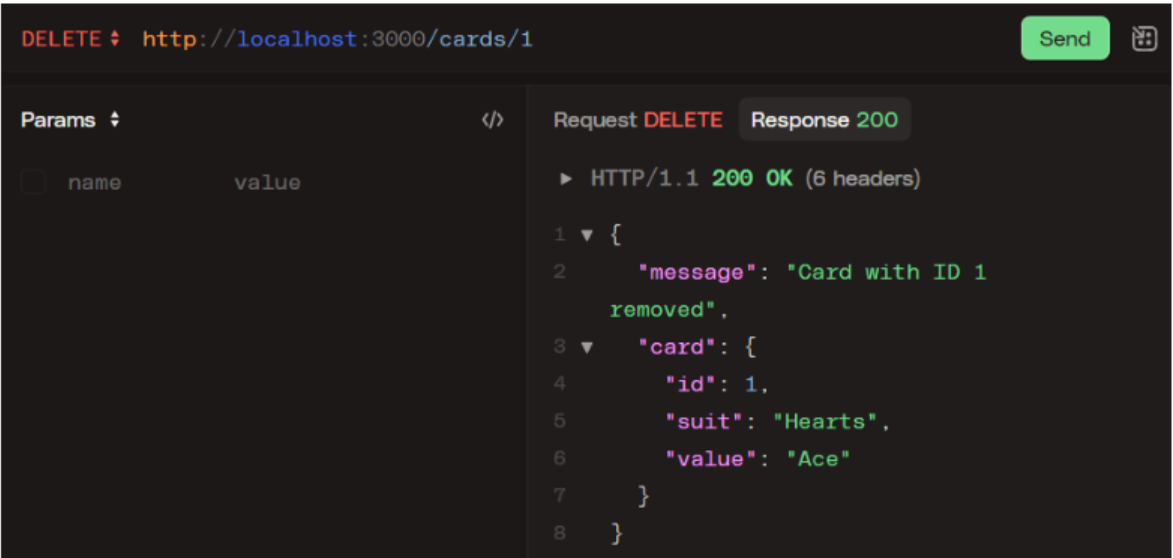 DELETE http://localhost:3000/cards/1 Send
Params </> Request DELETE Response 200
name value
HTTP/1.1 200 OK (6 headers)
1 {
2 "message": "Card with ID 1
removed",
3 "card": {
4 "id": 1,
5 "suit": "Hearts",
6 "value": "Ace"
7 }
8 }